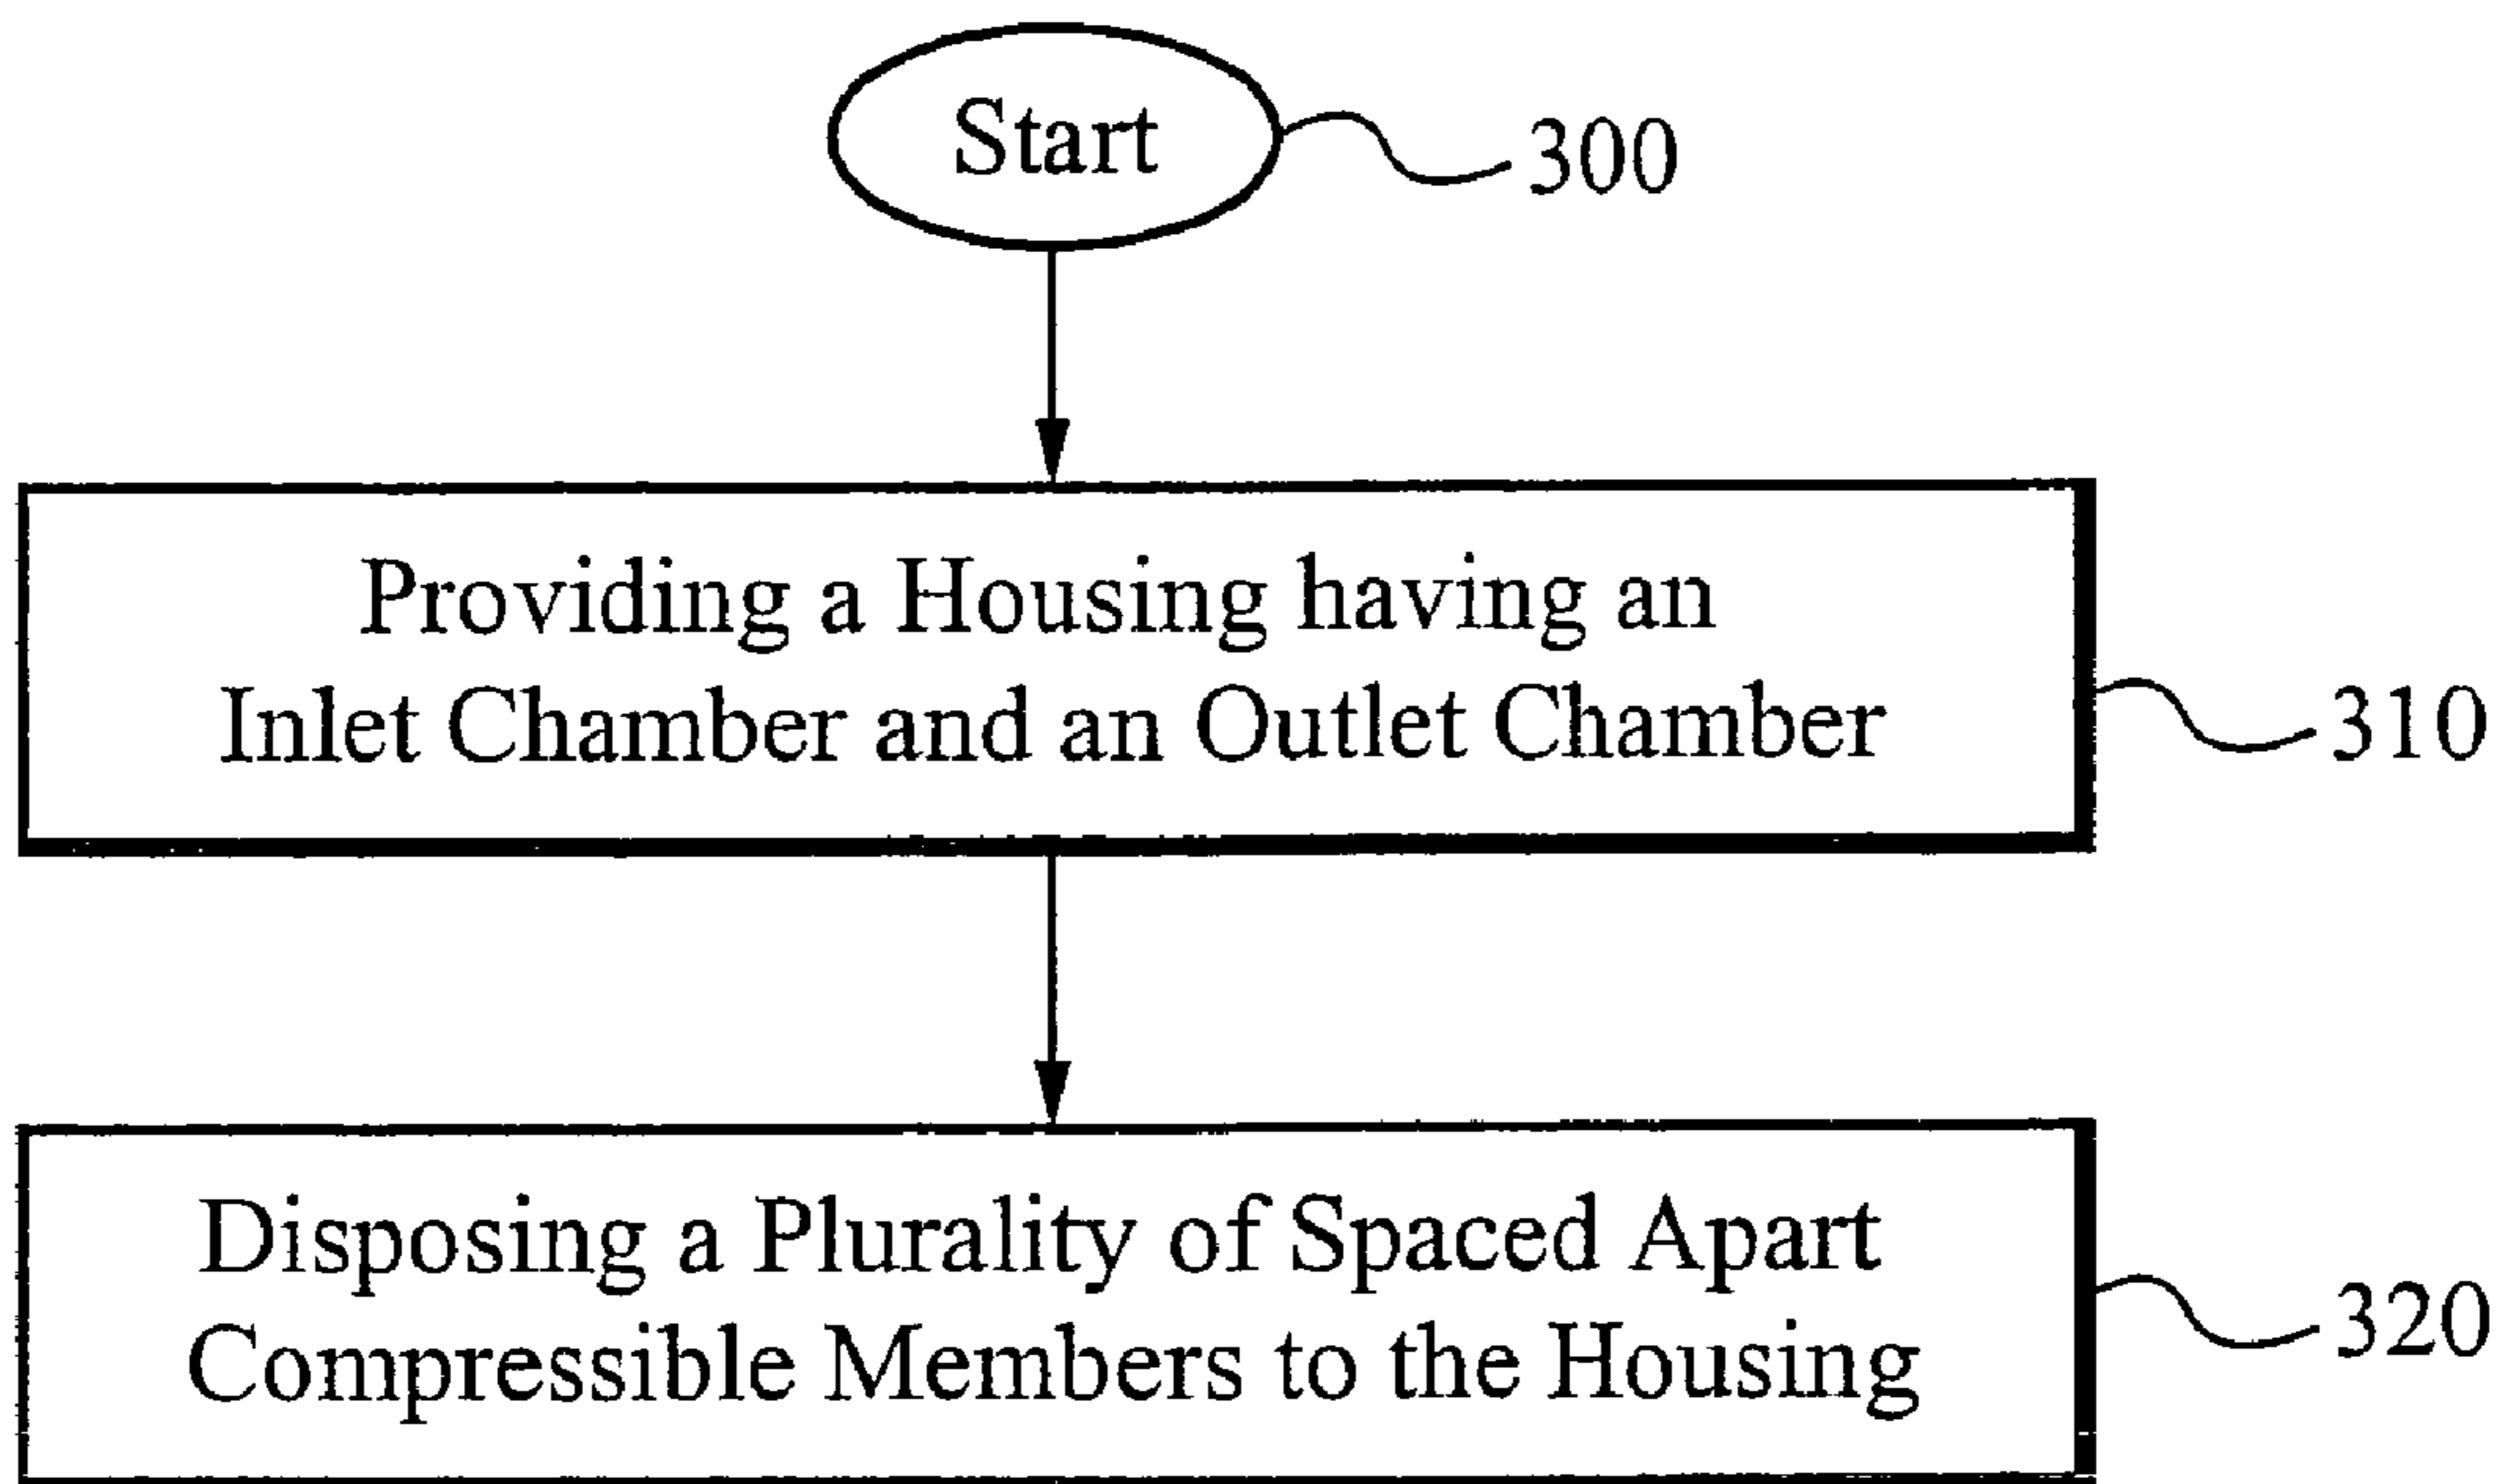 Start
300
Providing a Housing having an
Inlet Chamber and an Outlet Chamber
310
Disposing a Plurality of Spaced Apart
Compressible Members to the Housing
320